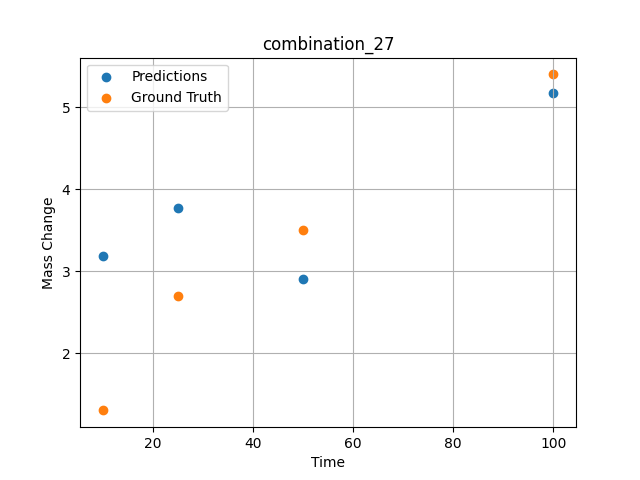 combination_27
Predictions
Ground Truth
5
4
3
2
Mass Change
20 40 60 80 100
Time